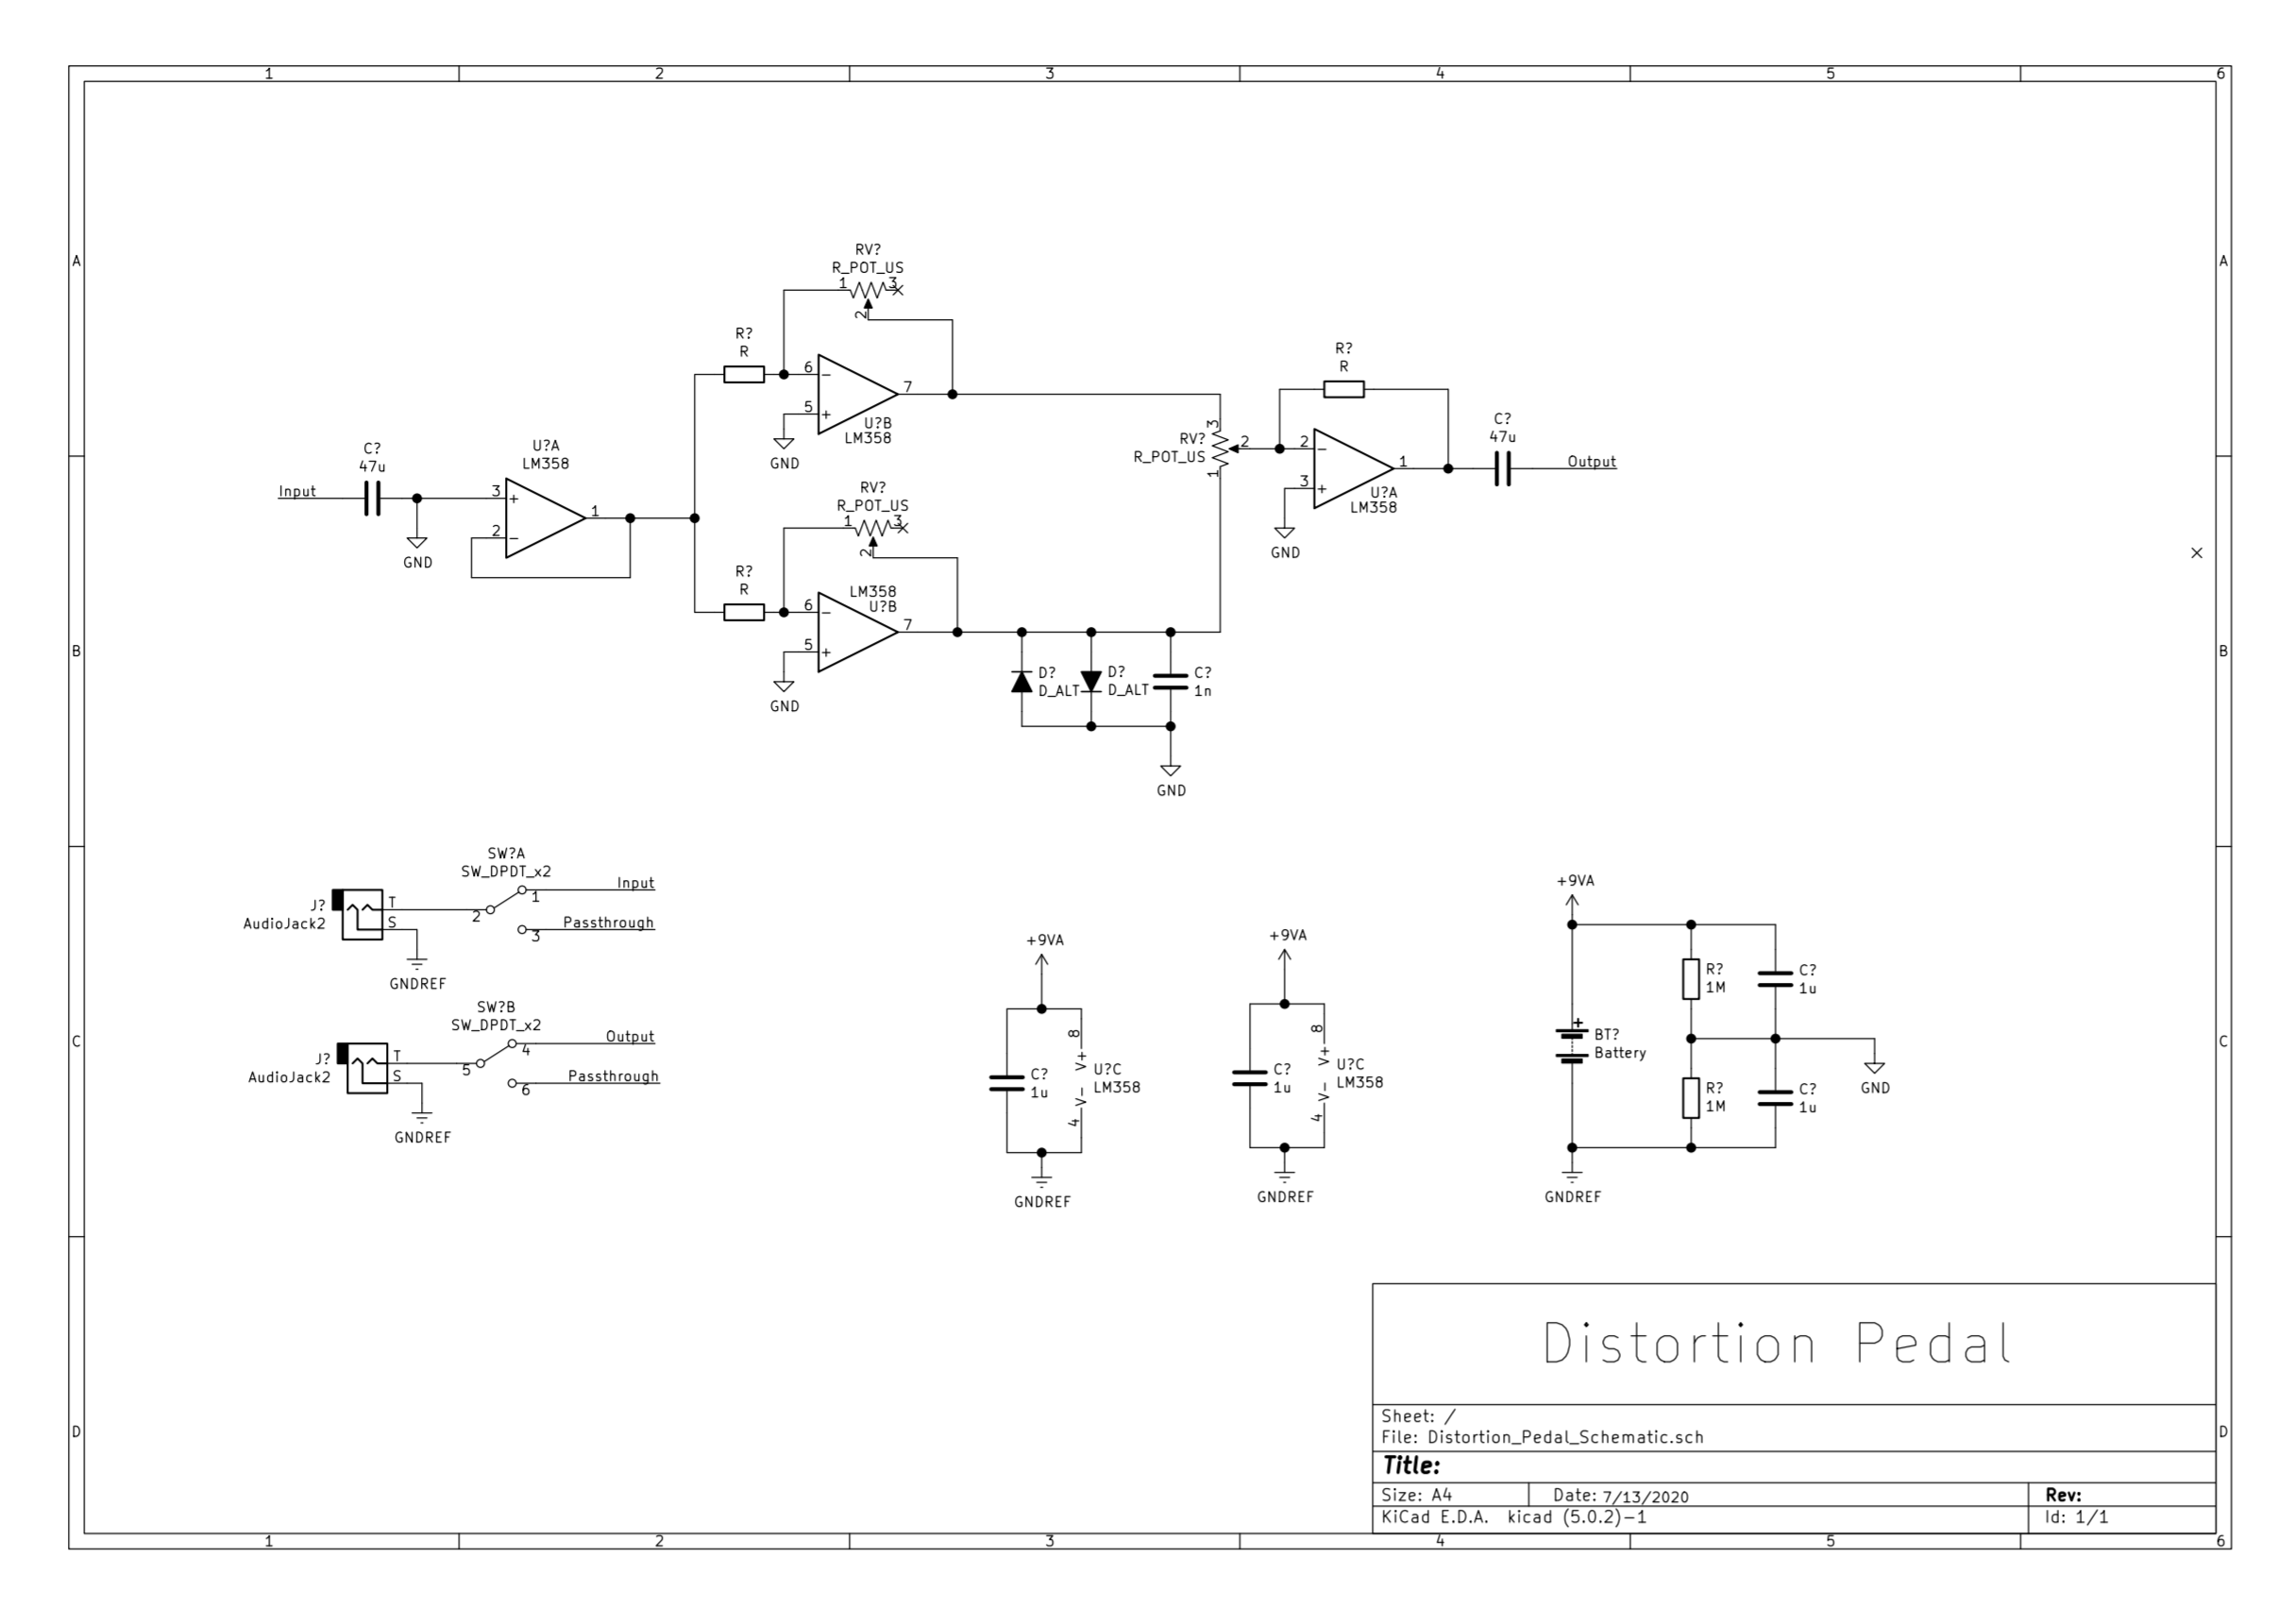 1 2 3 4 5 6
A
A
RV?
R_POT_US
1 3
2
R?
R
6 −
7
5 +
U?B
LM358
GND
R?
R
3
RV? 2
R_POT_US
1
2 −
1
3 +
U?A
LM358
GND
C?
47u
Output
C?
47u
Input
GND
U?A
LM358
3 +
1
2 −
RV?
R_POT_US
1 3
2
R?
R
LM358
U?B
6 −
7
5 +
GND
B
B
D?
D_ALT
D?
D_ALT
C?
1n
GND
SW?A
SW_DPDT_x2
J?
AudioJack2
T
S
2
1
Input
3
Passthrough
GNDREF
SW?B
SW_DPDT_x2
J?
AudioJack2
T
S
5
4
Output
6
Passthrough
GNDREF
C
C
+9VA
C?
1u
8
V+
V−
4
U?C
LM358
GNDREF
+9VA
C?
1u
8
V+
V−
4
U?C
LM358
GNDREF
+9VA
+
BT?
Battery
R?
1M
C?
1u
R?
1M
C?
1u
GND
GNDREF
D
D
Distortion Pedal
Sheet: /
File: Distortion_Pedal_Schematic.sch
Title:
Size: A4 Date: 7/13/2020 Rev:
KiCad E.D.A. kicad (5.0.2)-1 Id: 1/1
1 2 3 4 5 6